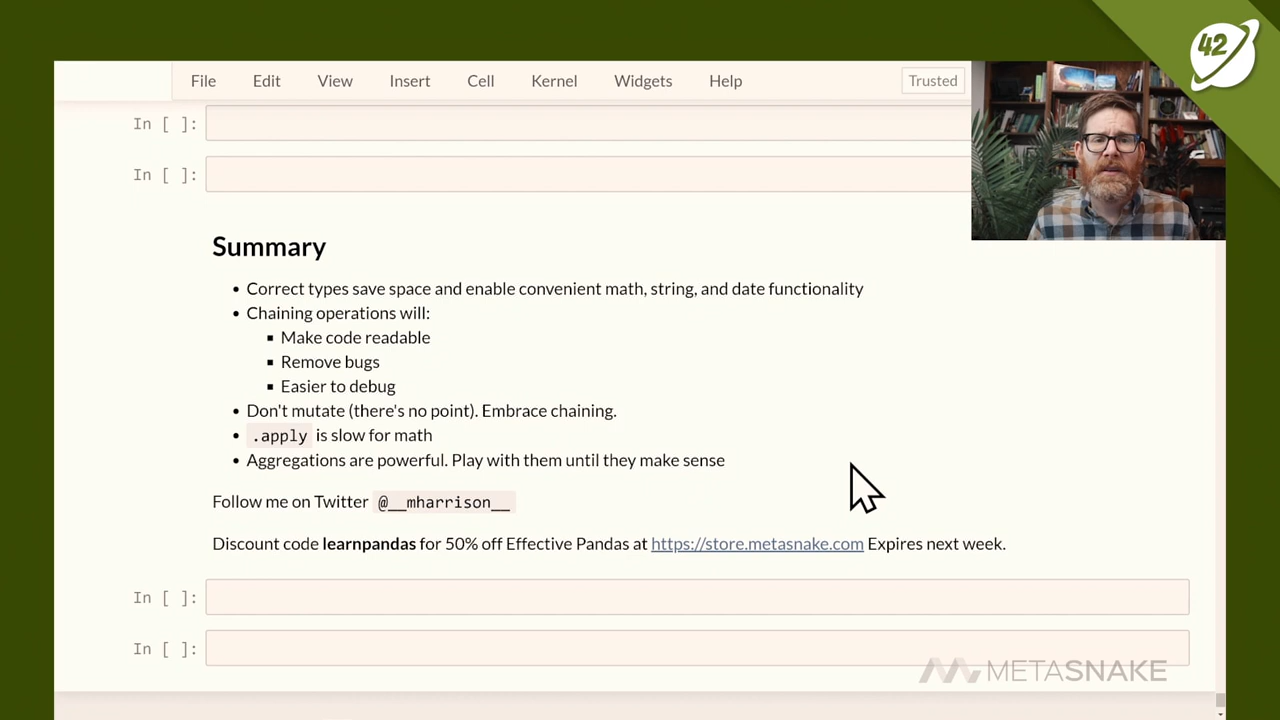 42
File Edit View Insert Cell Kernel Widgets Help Trusted
In [ ]:
In [ ]:
Summary
• Correct types save space and enable convenient math, string, and date functionality
• Chaining operations will:
▪ Make code readable
▪ Remove bugs
▪ Easier to debug
• Don't mutate (there's no point). Embrace chaining.
• .apply is slow for math
• Aggregations are powerful. Play with them until they make sense
Follow me on Twitter @__mharrison__
Discount code learnpandas for 50% off Effective Pandas at https://store.metasnake.com Expires next week.
In [ ]:
In [ ]:
METASNAKE